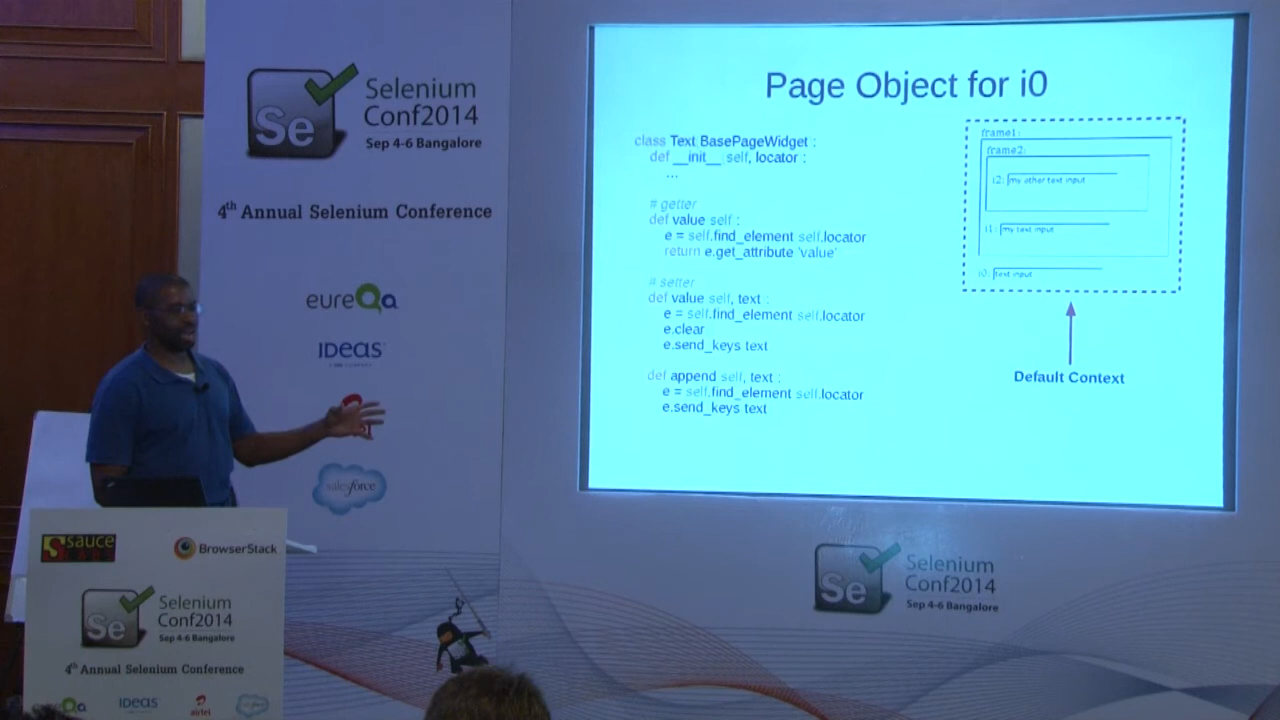 Se
Selenium
Conf2014
Sep 4-6 Bangalore
4th Annual Selenium Conference
eureQa
IDeaS
salesforce
Page Object for i0
class Text BasePageWidget :
def __init__ self, locator :
...
# getter
def value self :
e = self.find_element self.locator
return e.get_attribute 'value'
# setter
def value self, text :
e = self.find_element self.locator
e.clear
e.send_keys text
def append self, text :
e = self.find_element self.locator
e.send_keys text
frame1:
frame2:
i2: my other text input
i1: my text input
i0: text input
Default Context
sauce
BrowserStack
Se
Selenium
Conf2014
Sep 4-6 Bangalore
4th Annual Selenium Conference
IDeaS
airtel
Se
Selenium
Conf2014
Sep 4-6 Bangalore